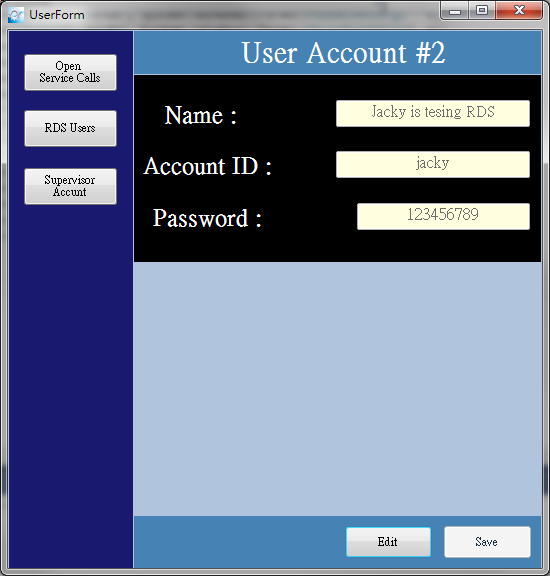 UserForm
User Account #2
Open
Service Calls
RDS Users
Supervisor
Accunt
Name :
Jacky is tesing RDS
Account ID :
jacky
Password :
123456789
Edit
Save